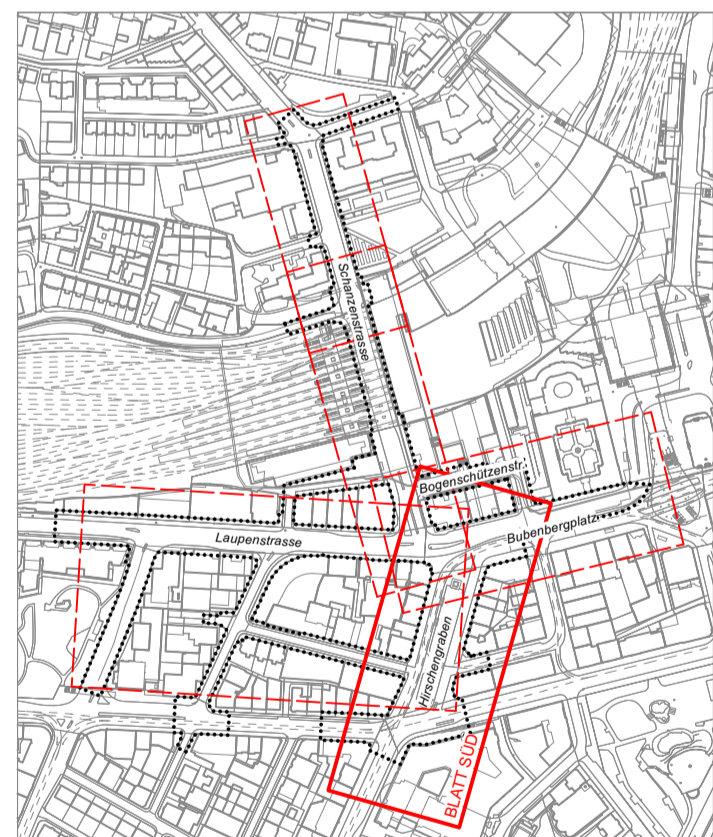 Schanzenstrasse
Bogenschützenstr.
Bubenbergplatz
Laupenstrasse
Hirschengraben
BLATT SÜD